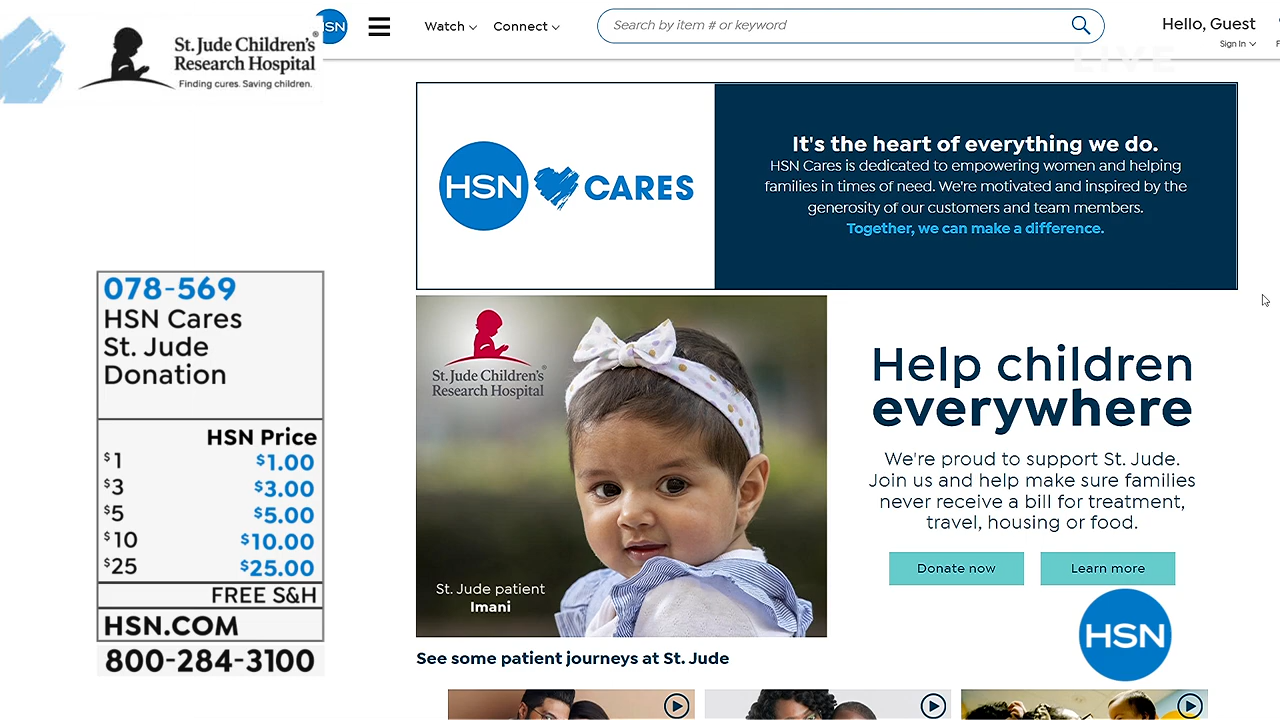 St. Jude Children's®
Research Hospital
Finding cures. Saving children.
HSN
Watch
Connect
Search by item # or keyword
Hello, Guest
Sign In
LIVE
HSN CARES
It's the heart of everything we do.
HSN Cares is dedicated to empowering women and helping
families in times of need. We're motivated and inspired by the
generosity of our customers and team members.
Together, we can make a difference.
078-569
HSN Cares
St. Jude
Donation
HSN Price
$1 $1.00
$3 $3.00
$5 $5.00
$10 $10.00
$25 $25.00
FREE S&H
HSN.COM
800-284-3100
St. Jude Children's®
Research Hospital
St. Jude patient
Imani
Help children
everywhere
We're proud to support St. Jude.
Join us and help make sure families
never receive a bill for treatment,
travel, housing or food.
Donate now
Learn more
HSN
See some patient journeys at St. Jude